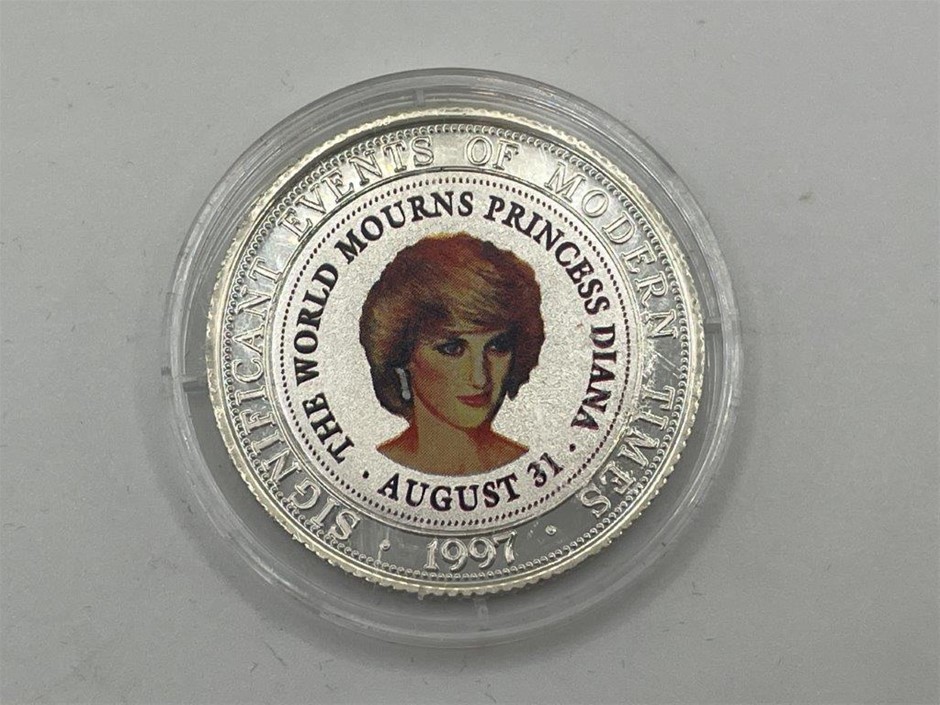 SIGNIFICANT EVENTS OF MODERN TIMES
· 1997 ·
THE WORLD MOURNS PRINCESS DIANA
· AUGUST 31 ·